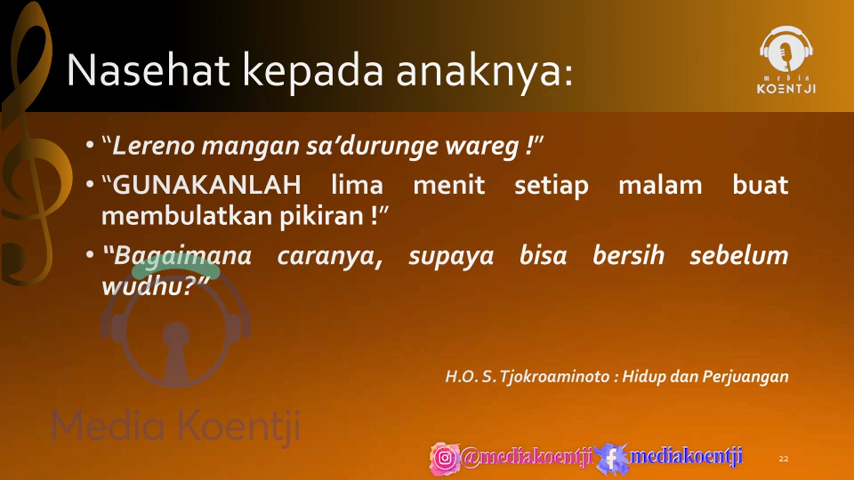 Nasehat kepada anaknya:
media
KOENTJI
• “Lereno mangan sa’durunge wareg !”
• “GUNAKANLAH lima menit setiap malam buat
membulatkan pikiran !”
• “Bagaimana caranya, supaya bisa bersih sebelum
wudhu?”
H.O. S. Tjokroaminoto : Hidup dan Perjuangan
Media Koentji
@mediakoentji mediakoentji
22